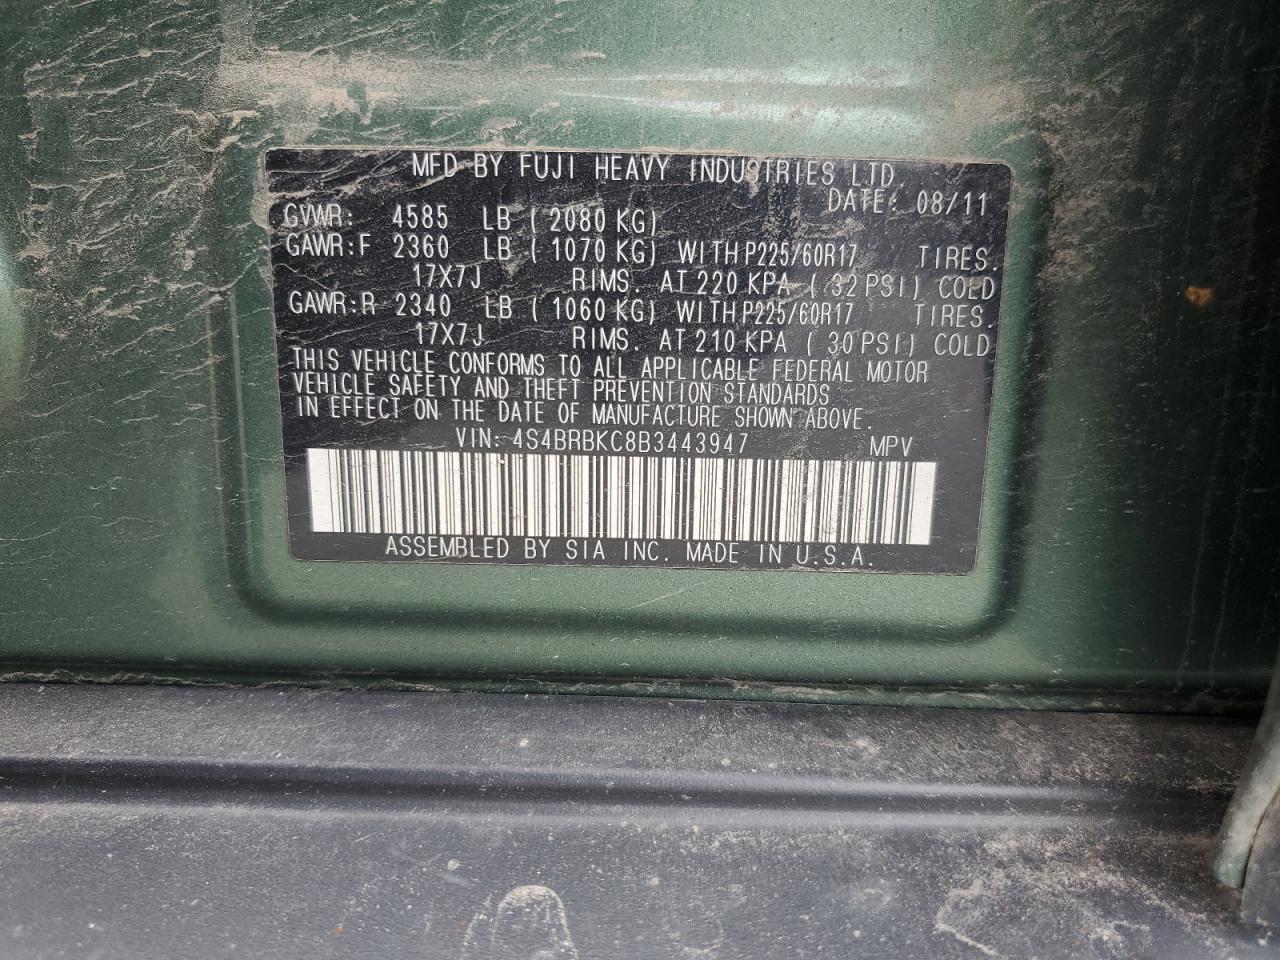 MFD BY FUJI HEAVY INDUSTRIES LTD.
DATE: 08/11
GVWR: 4585 LB ( 2080 KG)
GAWR:F 2360 LB ( 1070 KG) WITH P225/60R17 TIRES.
17X7J RIMS. AT 220 KPA ( 32 PSI) COLD
GAWR:R 2340 LB ( 1060 KG) WITH P225/60R17 TIRES.
17X7J RIMS. AT 210 KPA ( 30 PSI) COLD
THIS VEHICLE CONFORMS TO ALL APPLICABLE FEDERAL MOTOR
VEHICLE SAFETY AND THEFT PREVENTION STANDARDS
IN EFFECT ON THE DATE OF MANUFACTURE SHOWN ABOVE.
VIN: 4S4BRBKC8B3443947 MPV
ASSEMBLED BY SIA INC. MADE IN U.S.A.